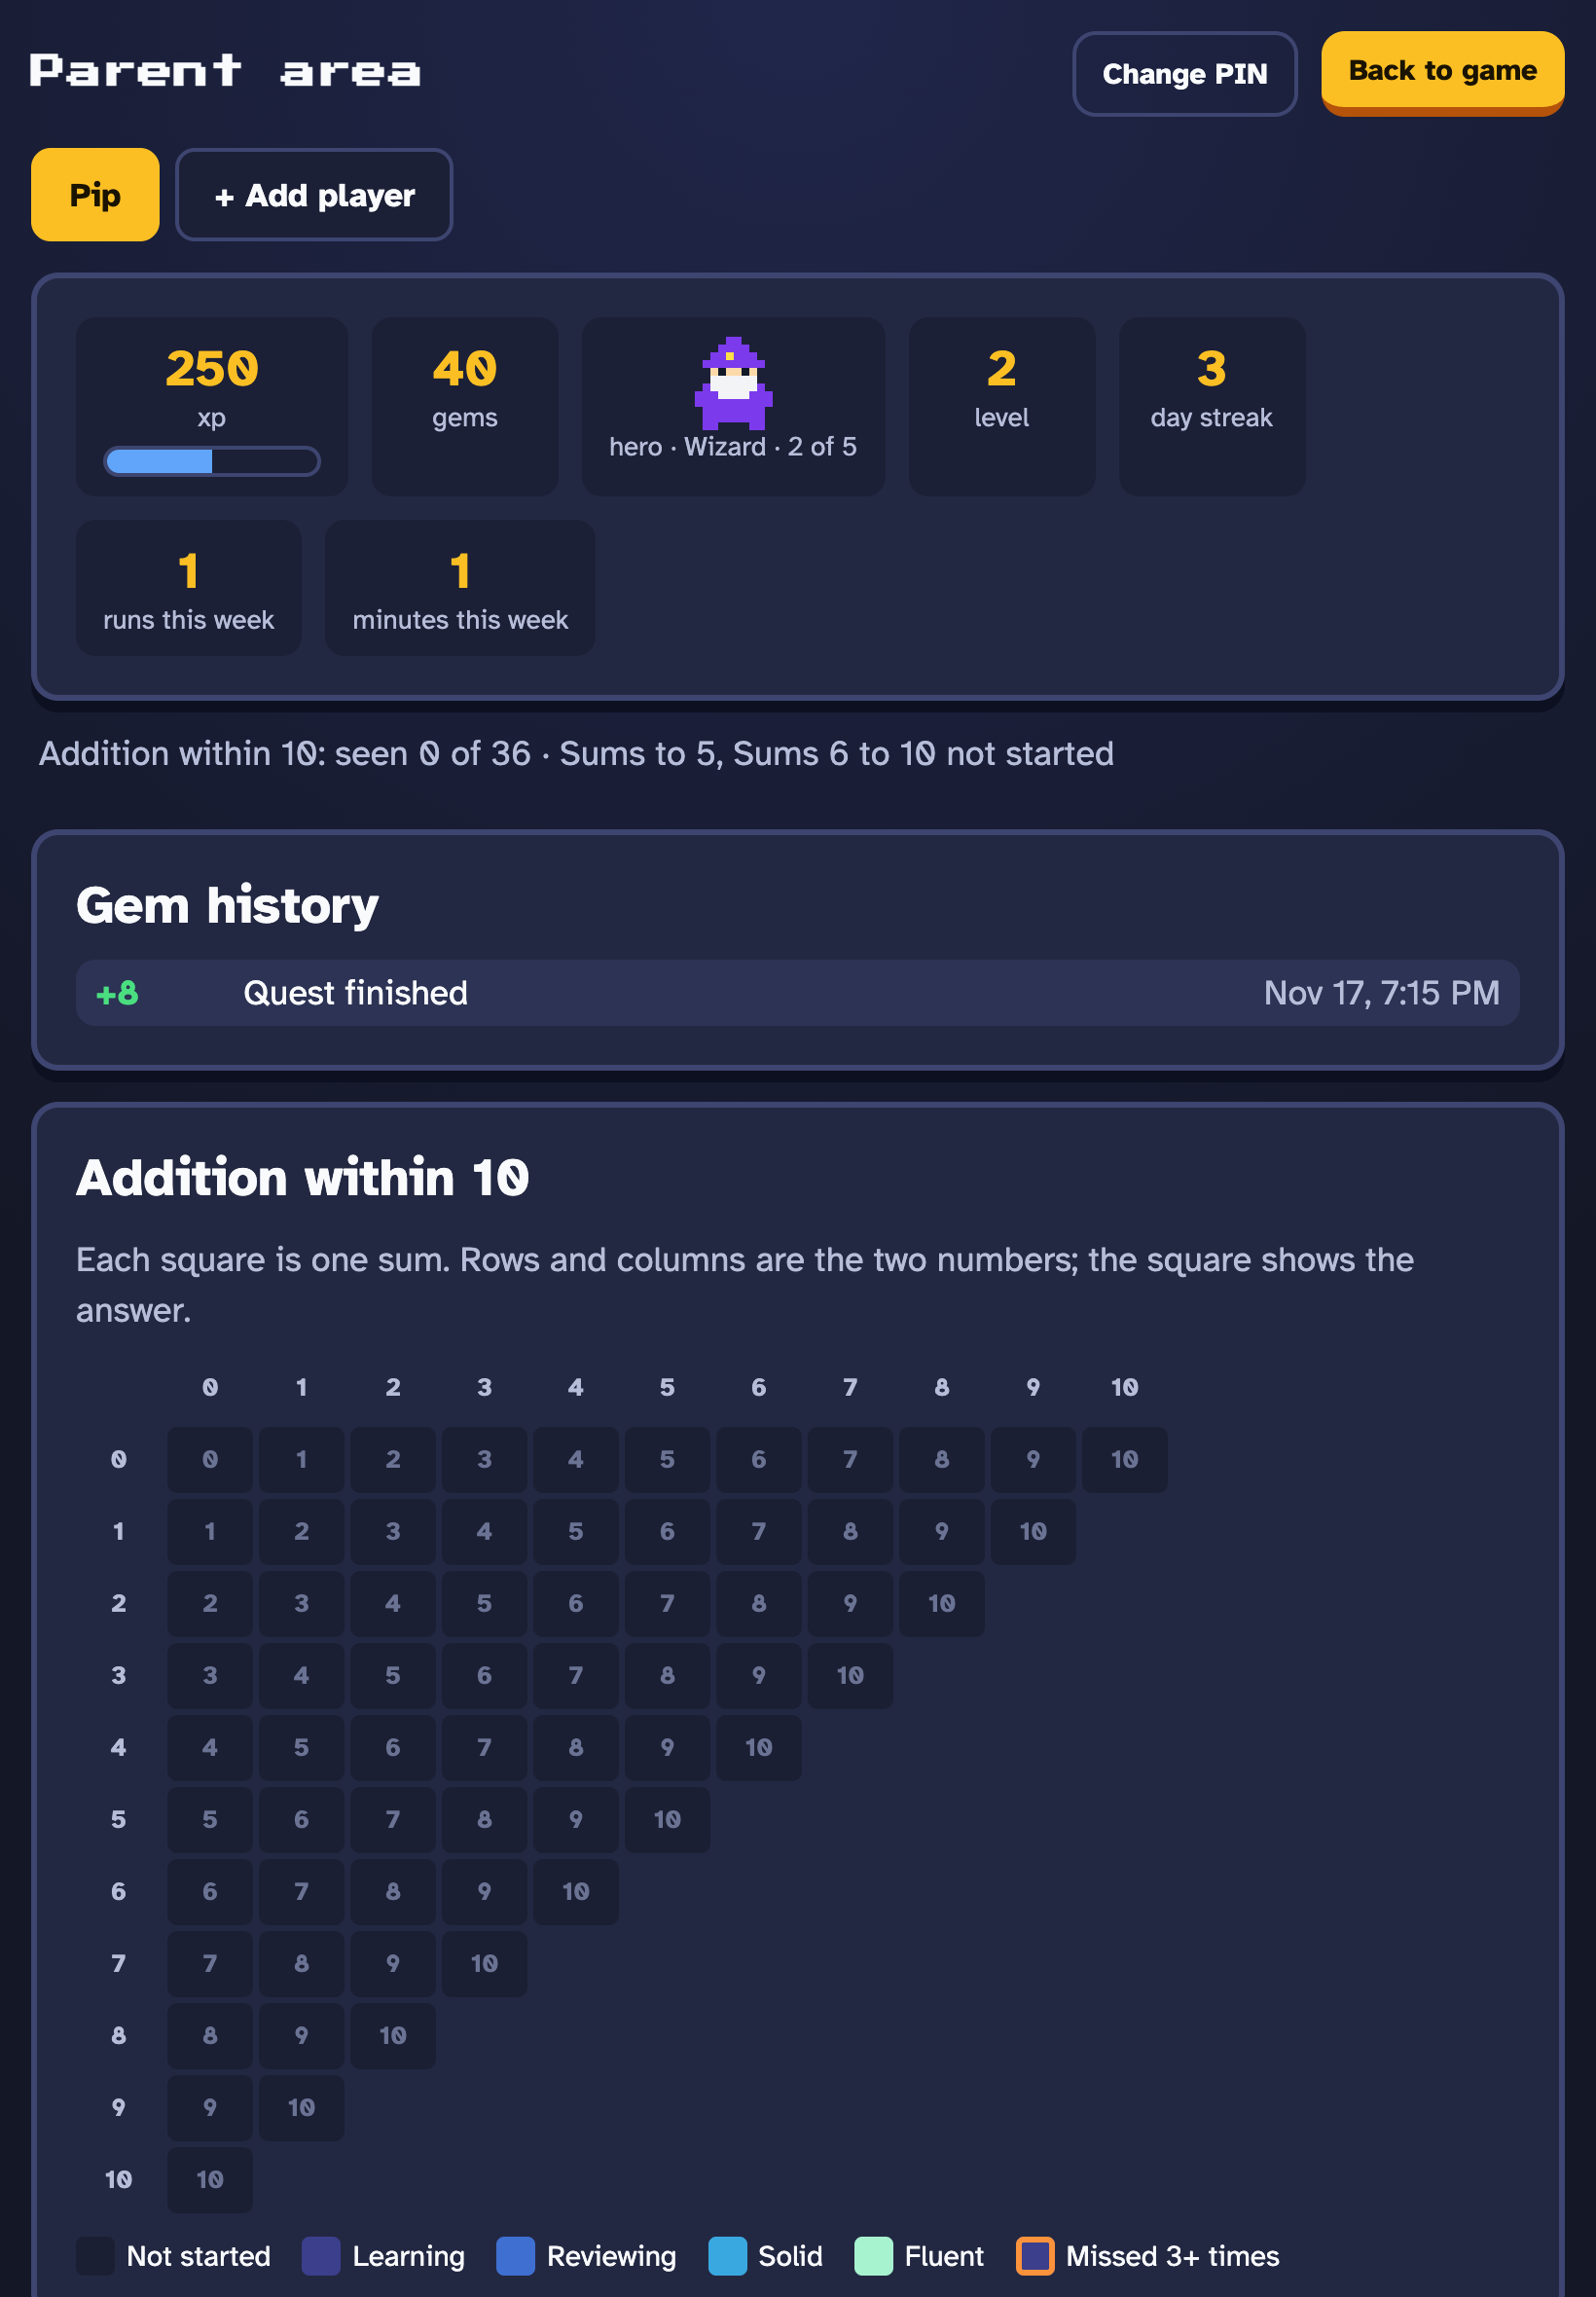 Parent area
Change PIN
Back to game
Pip
+ Add player
250
xp
40
gems
hero · Wizard · 2 of 5
2
level
3
day streak
1
runs this week
1
minutes this week
Addition within 10: seen 0 of 36 · Sums to 5, Sums 6 to 10 not started
Gem history
+8 Quest finished Nov 17, 7:15 PM
Addition within 10
Each square is one sum. Rows and columns are the two numbers; the square shows the
answer.
0 1 2 3 4 5 6 7 8 9 10
0 0 1 2 3 4 5 6 7 8 9 10
1 1 2 3 4 5 6 7 8 9 10
2 2 3 4 5 6 7 8 9 10
3 3 4 5 6 7 8 9 10
4 4 5 6 7 8 9 10
5 5 6 7 8 9 10
6 6 7 8 9 10
7 7 8 9 10
8 8 9 10
9 9 10
10 10
Not started Learning Reviewing Solid Fluent Missed 3+ times